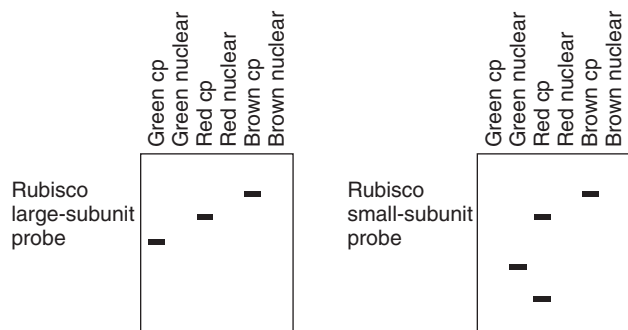 Green cp
Green nuclear
Red cp
Red nuclear
Brown cp
Brown nuclear
Rubisco
large-subunit
probe
Green cp
Green nuclear
Red cp
Red nuclear
Brown cp
Brown nuclear
Rubisco
small-subunit
probe